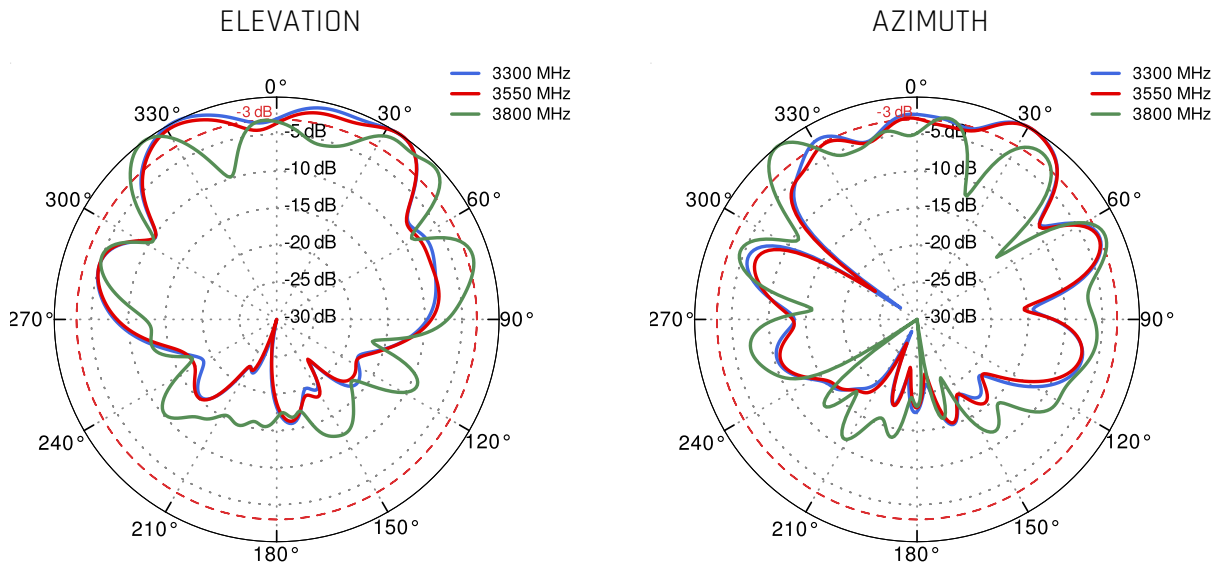 ELEVATION
3300 MHz
3550 MHz
3800 MHz
0°
-3 dB
330°
30°
-5 dB
-10 dB
300°
60°
-15 dB
-20 dB
-25 dB
270°
-30 dB
90°
240°
120°
210°
150°
180°
AZIMUTH
3300 MHz
3550 MHz
3800 MHz
0°
-3 dB
330°
30°
-5 dB
-10 dB
300°
60°
-15 dB
-20 dB
-25 dB
270°
-30 dB
90°
240°
120°
210°
150°
180°